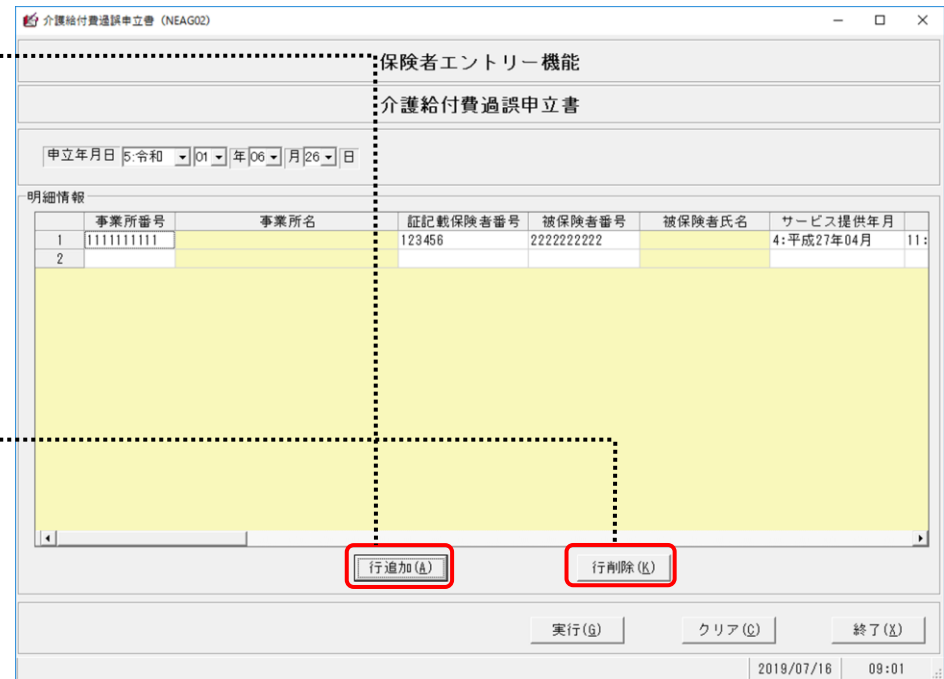 介護給付費過誤申立書 (NEAG02)
保険者エントリー機能
介護給付費過誤申立書
申立年月日 5:令和 01 年 06 月 26 日
明細情報
事業所番号 事業所名 証記載保険者番号 被保険者番号 被保険者氏名 サービス提供年月
1 1111111111 123456 2222222222 4:平成27年04月 11:
2
行追加(A) 行削除(K)
実行(G) クリア(C) 終了(X)
2019/07/16 09:01